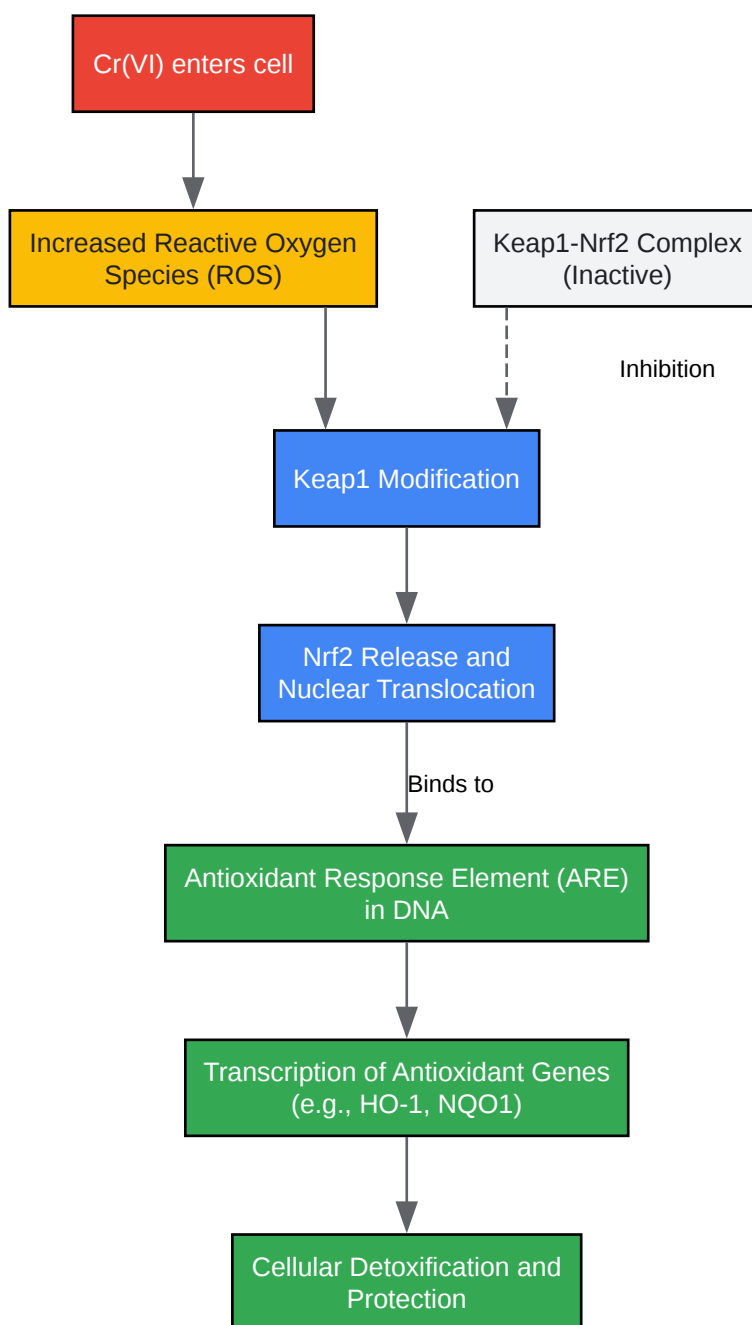 Cr(VI) enters cell
Increased Reactive Oxygen
Species (ROS)
Keap1-Nrf2 Complex
(Inactive)
Inhibition
Keap1 Modification
Nrf2 Release and
Nuclear Translocation
Binds to
Antioxidant Response Element (ARE)
in DNA
Transcription of Antioxidant Genes
(e.g., HO-1, NQO1)
Cellular Detoxification and
Protection